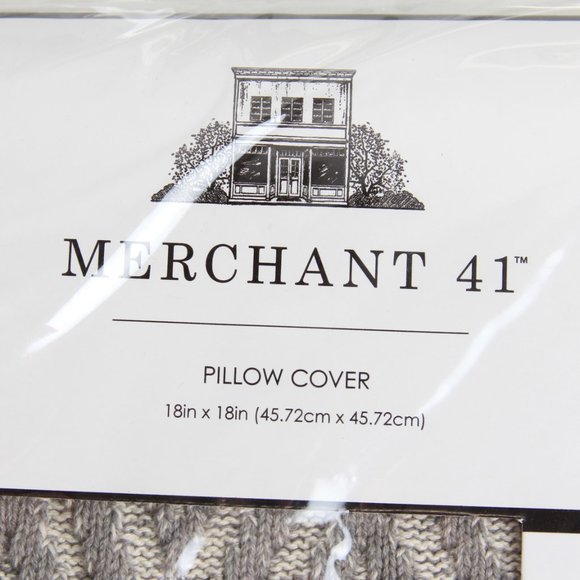 MERCHANT 41™
PILLOW COVER
18in x 18in (45.72cm x 45.72cm)